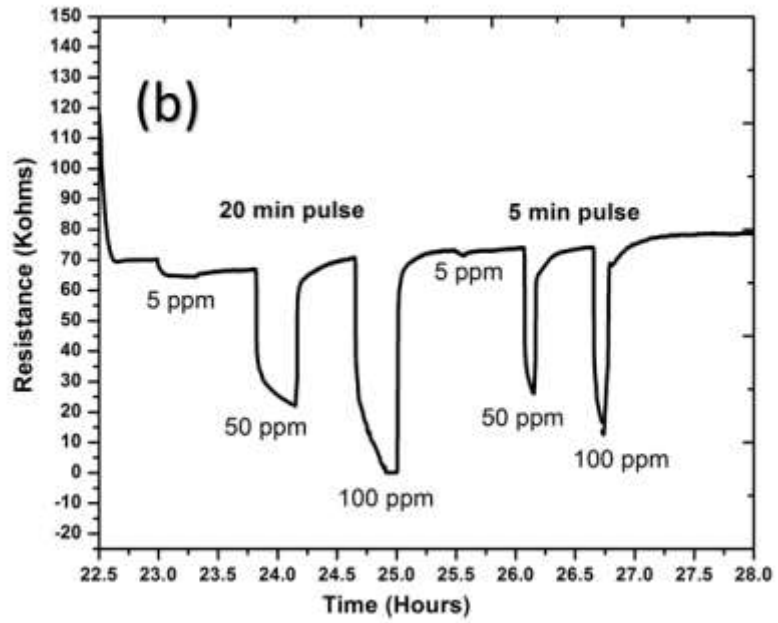 150
140
130
120
110
100
90
80
70
60
50
40
30
20
10
0
-10
-20
Resistance (Kohms)
(b)
20 min pulse
5 min pulse
5 ppm
50 ppm
100 ppm
5 ppm
50 ppm
100 ppm
22.5 23.0 23.5 24.0 24.5 25.0 25.5 26.0 26.5 27.0 27.5 28.0
Time (Hours)